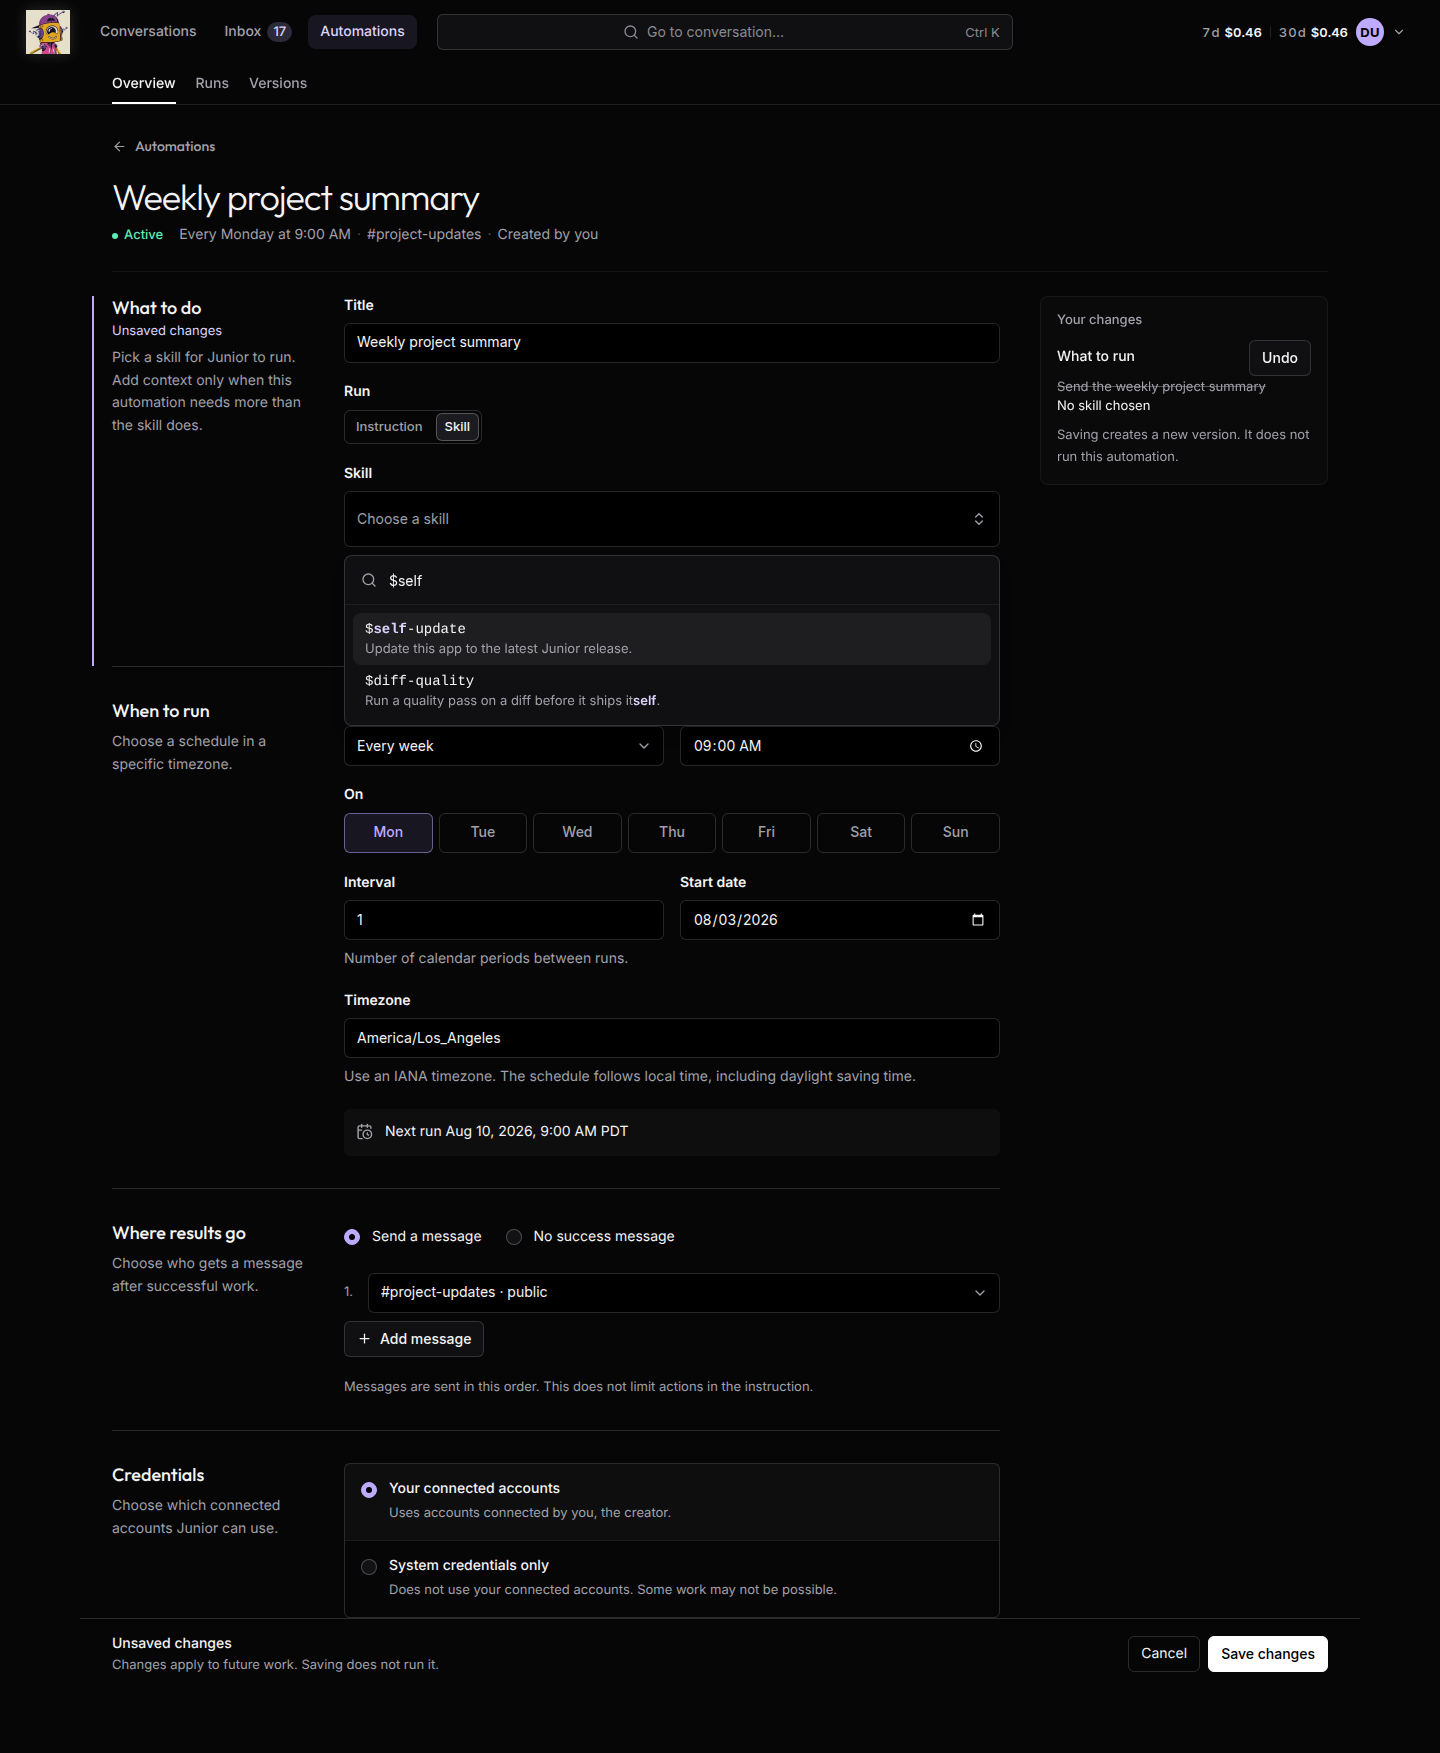 Conversations
Inbox 17
Automations
Go to conversation...
Ctrl K
7d $0.46
30d $0.46
DU
Overview
Runs
Versions
Automations
Weekly project summary
Active
Every Monday at 9:00 AM · #project-updates · Created by you
What to do
Unsaved changes
Pick a skill for Junior to run.
Add context only when this
automation needs more than
the skill does.
Title
Weekly project summary
Run
Instruction
Skill
Skill
Choose a skill
$self
$self-update
Update this app to the latest Junior release.
$diff-quality
Run a quality pass on a diff before it ships itself.
Your changes
What to run
Undo
Send the weekly project summary
No skill chosen
Saving creates a new version. It does not
run this automation.
When to run
Choose a schedule in a
specific timezone.
Every week
09:00 AM
On
Mon
Tue
Wed
Thu
Fri
Sat
Sun
Interval
Start date
1
08/03/2026
Number of calendar periods between runs.
Timezone
America/Los_Angeles
Use an IANA timezone. The schedule follows local time, including daylight saving time.
Next run Aug 10, 2026, 9:00 AM PDT
Where results go
Choose who gets a message
after successful work.
Send a message
No success message
1.
#project-updates · public
Add message
Messages are sent in this order. This does not limit actions in the instruction.
Credentials
Choose which connected
accounts Junior can use.
Your connected accounts
Uses accounts connected by you, the creator.
System credentials only
Does not use your connected accounts. Some work may not be possible.
Unsaved changes
Changes apply to future work. Saving does not run it.
Cancel
Save changes